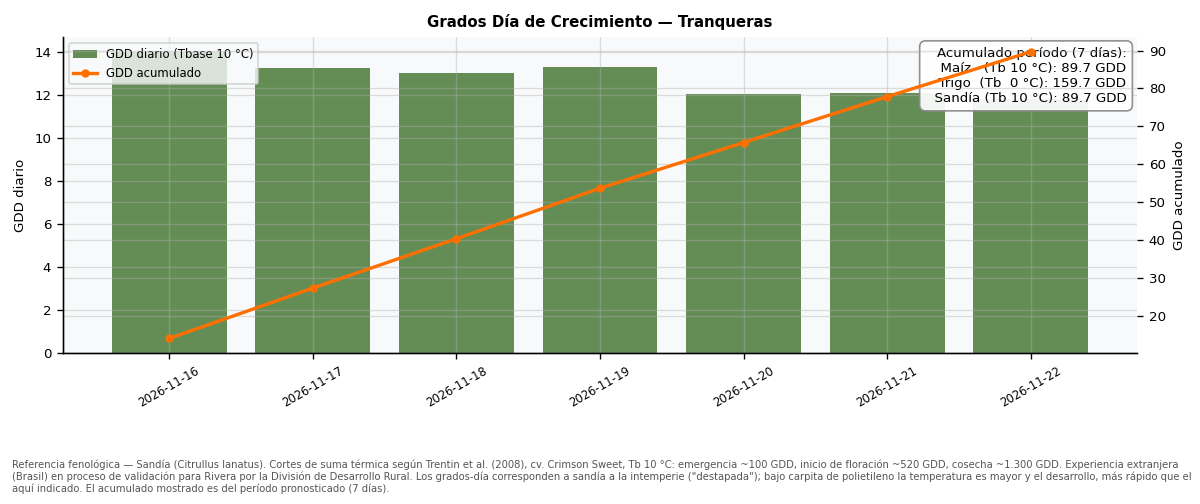 Grados Día de Crecimiento — Tranqueras
GDD diario (Tbase 10 °C)
GDD acumulado
Acumulado período (7 días):
Maíz (Tb 10 °C): 89.7 GDD
Trigo (Tb 0 °C): 159.7 GDD
Sandía (Tb 10 °C): 89.7 GDD
GDD diario
14
12
10
8
6
4
2
0
90
80
70
60
50
40
30
20
GDD acumulado
2026-11-16
2026-11-17
2026-11-18
2026-11-19
2026-11-20
2026-11-21
2026-11-22
Referencia fenológica — Sandía (Citrullus lanatus). Cortes de suma térmica según Trentin et al. (2008), cv. Crimson Sweet, Tb 10 °C: emergencia ~100 GDD, inicio de floración ~520 GDD, cosecha ~1.300 GDD. Experiencia extranjera
(Brasil) en proceso de validación para Rivera por la División de Desarrollo Rural. Los grados-día corresponden a sandía a la intemperie ("destapada"); bajo carpita de polietileno la temperatura es mayor y el desarrollo, más rápido que el
aquí indicado. El acumulado mostrado es del período pronosticado (7 días).